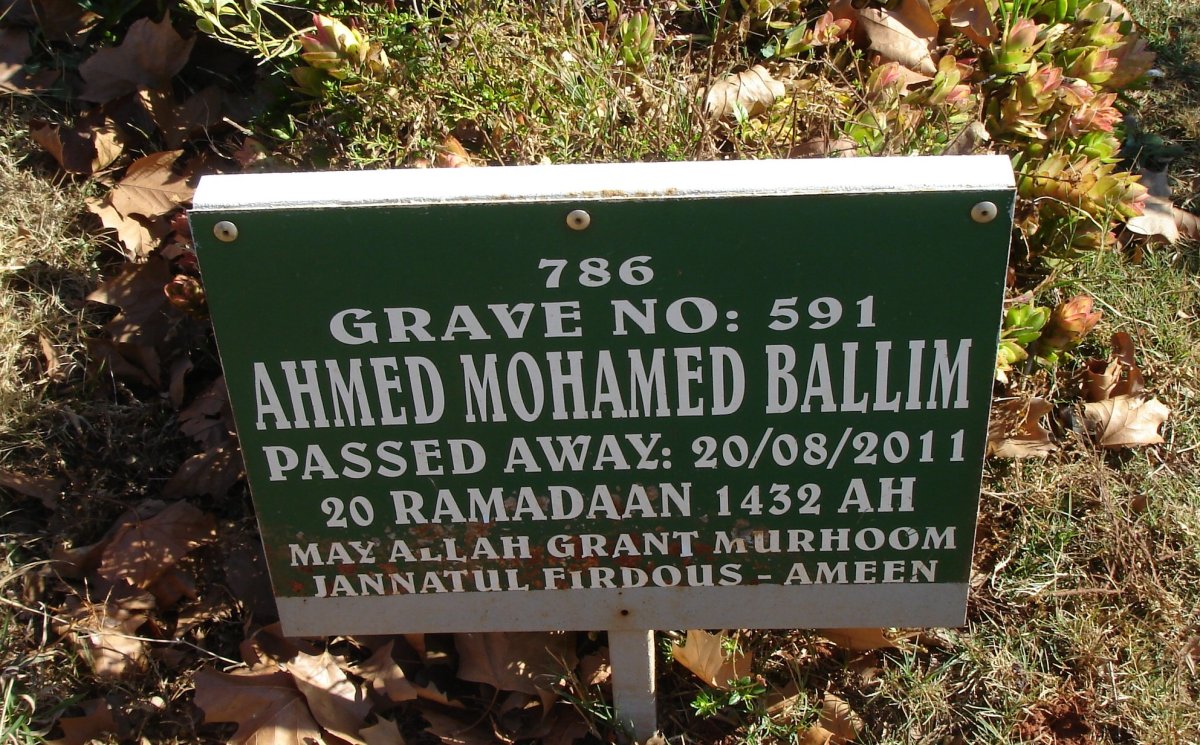 786
GRAVE NO: 591
AHMED MOHAMED BALLIM
PASSED AWAY: 20/08/2011
20 RAMADAAN 1432 AH
MAY ALLAH GRANT MURHOOM
JANNATUL FIRDOUS - AMEEN